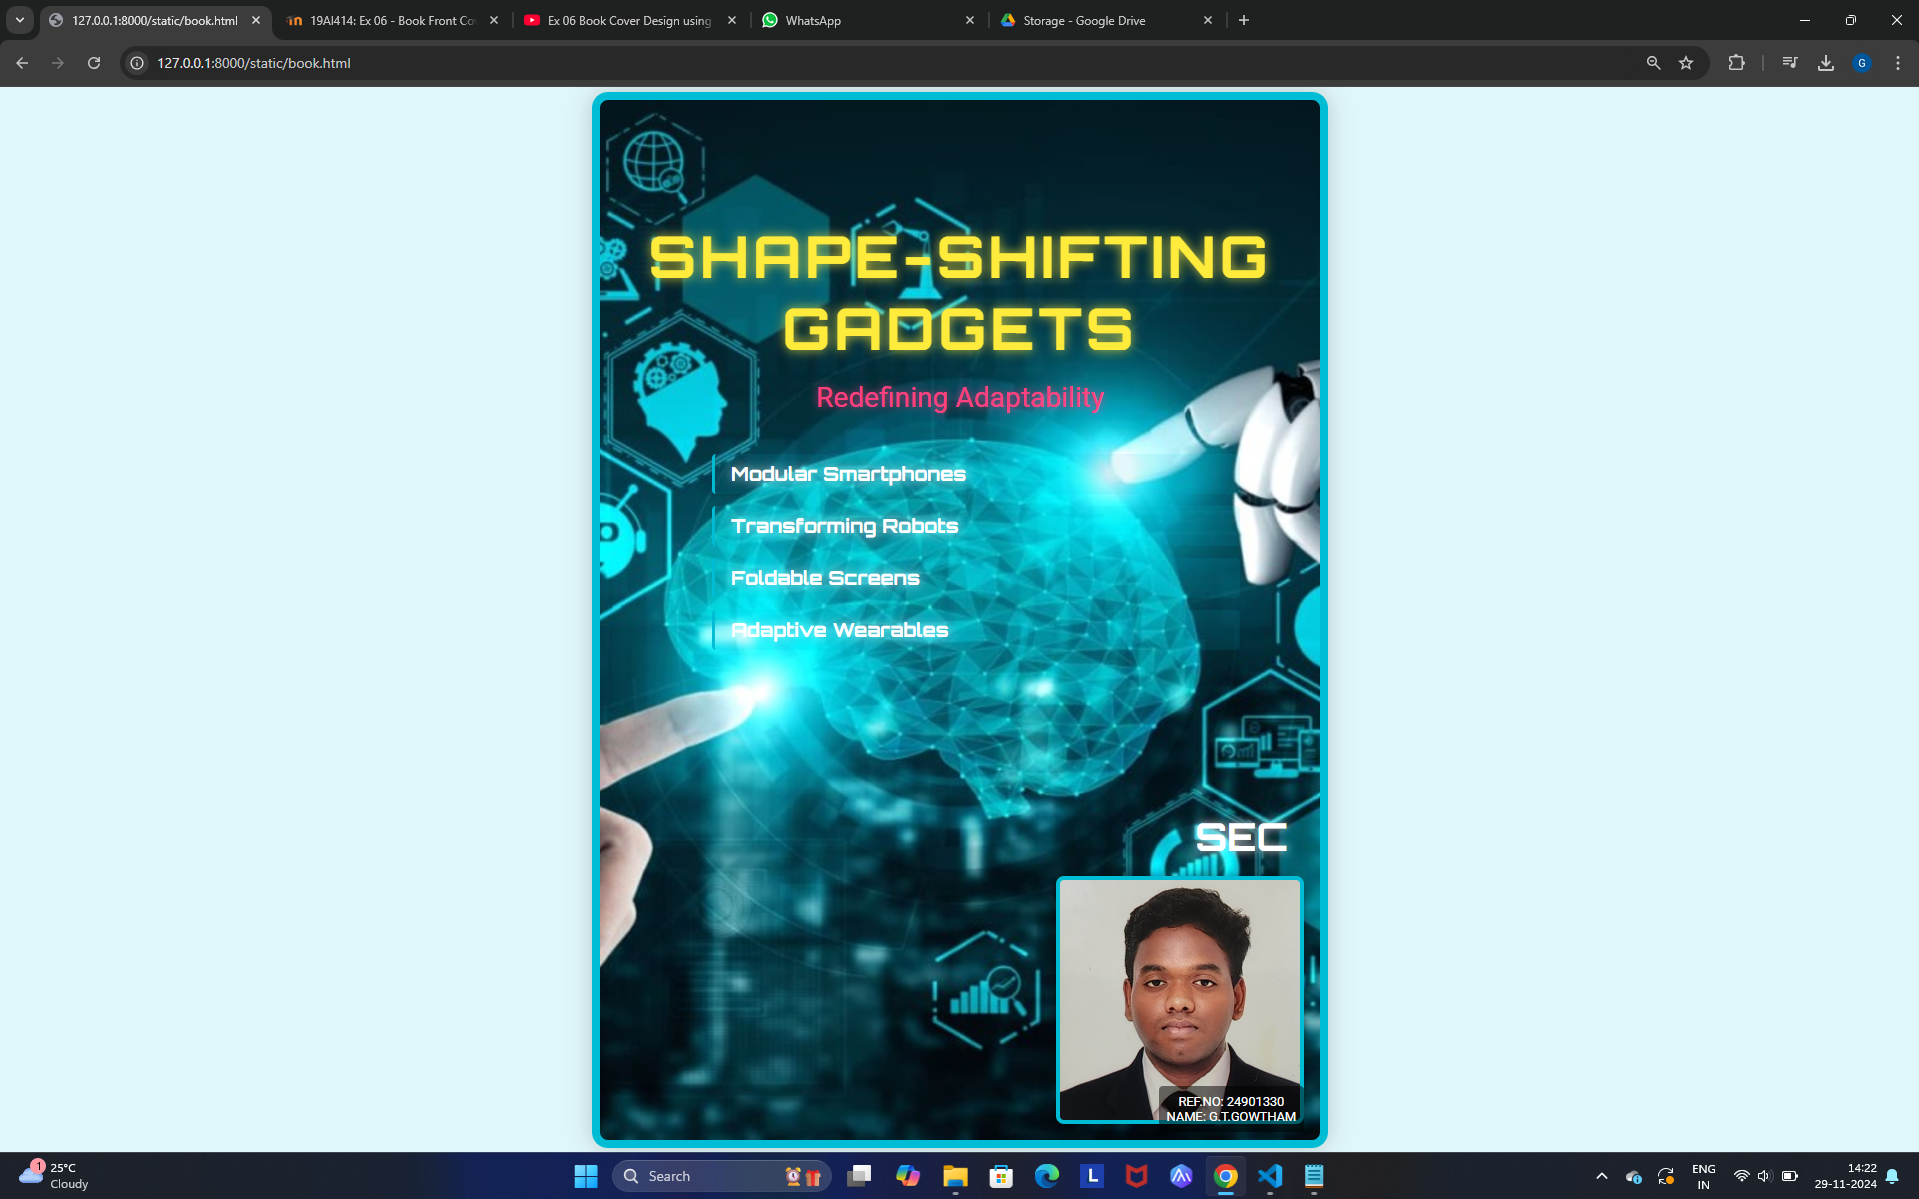 127.0.0.1:8000/static/book.html
19AI414: Ex 06 - Book Front Co
Ex 06 Book Cover Design using
WhatsApp
Storage - Google Drive
127.0.0.1:8000/static/book.html
G
SHAPE-SHIFTING
GADGETS
Redefining Adaptability
Modular Smartphones
Transforming Robots
Foldable Screens
Adaptive Wearables
SEC
REF.NO: 24901330
NAME: G.T.GOWTHAM
1
25°C
Cloudy
Search
L
ENG
IN
14:22
29-11-2024